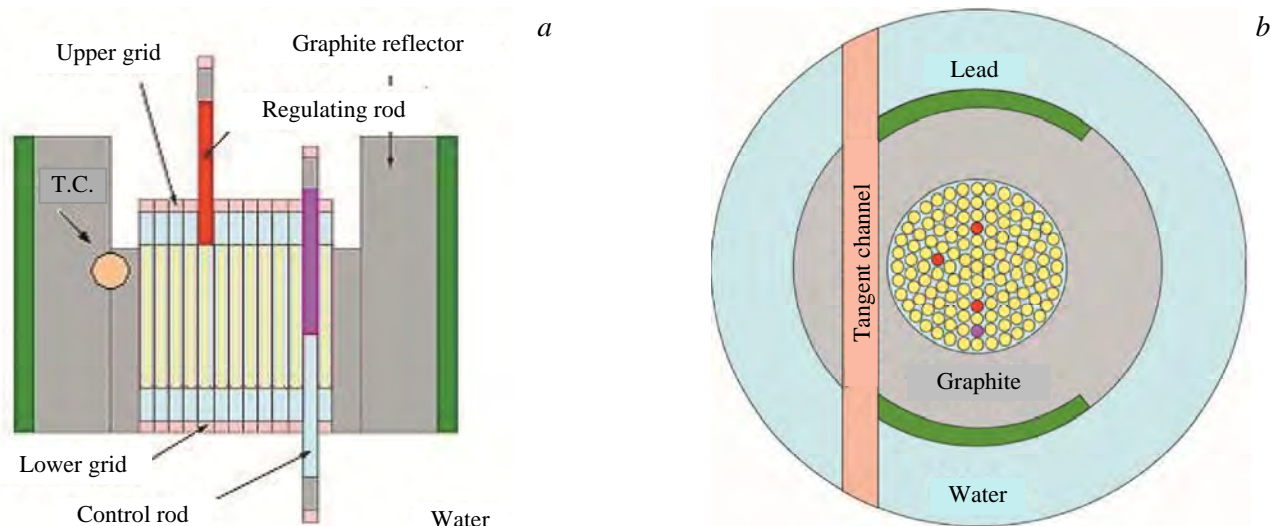 a
Upper grid
Graphite reflector
Regulating rod
T.C.
Lower grid
Control rod
Water
b
Lead
Tangent channel
Graphite
Water